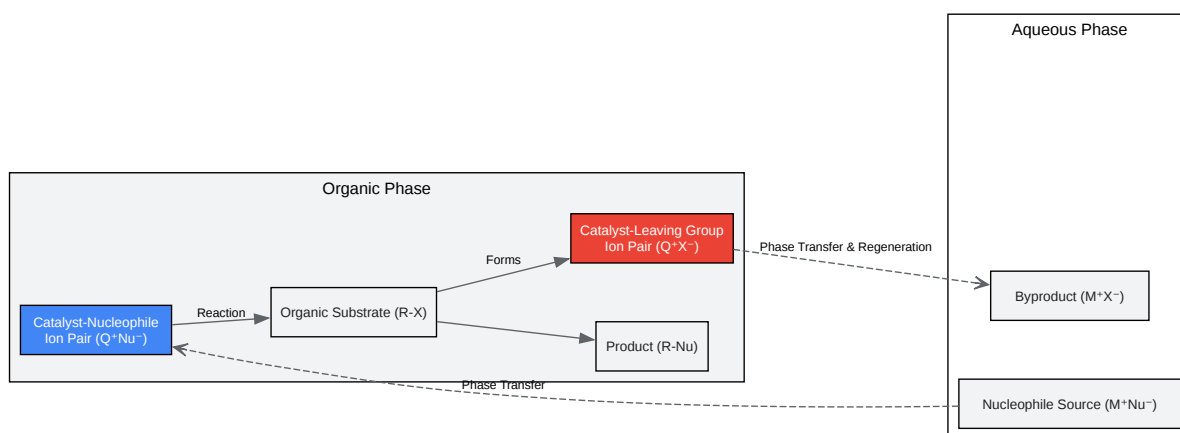 Aqueous Phase
Organic Phase
Catalyst-Leaving Group
Ion Pair (Q⁺X⁻)
Phase Transfer & Regeneration
Forms
Byproduct (M⁺X⁻)
Catalyst-Nucleophile
Ion Pair (Q⁺Nu⁻)
Reaction
Organic Substrate (R-X)
Product (R-Nu)
Phase Transfer
Nucleophile Source (M⁺Nu⁻)